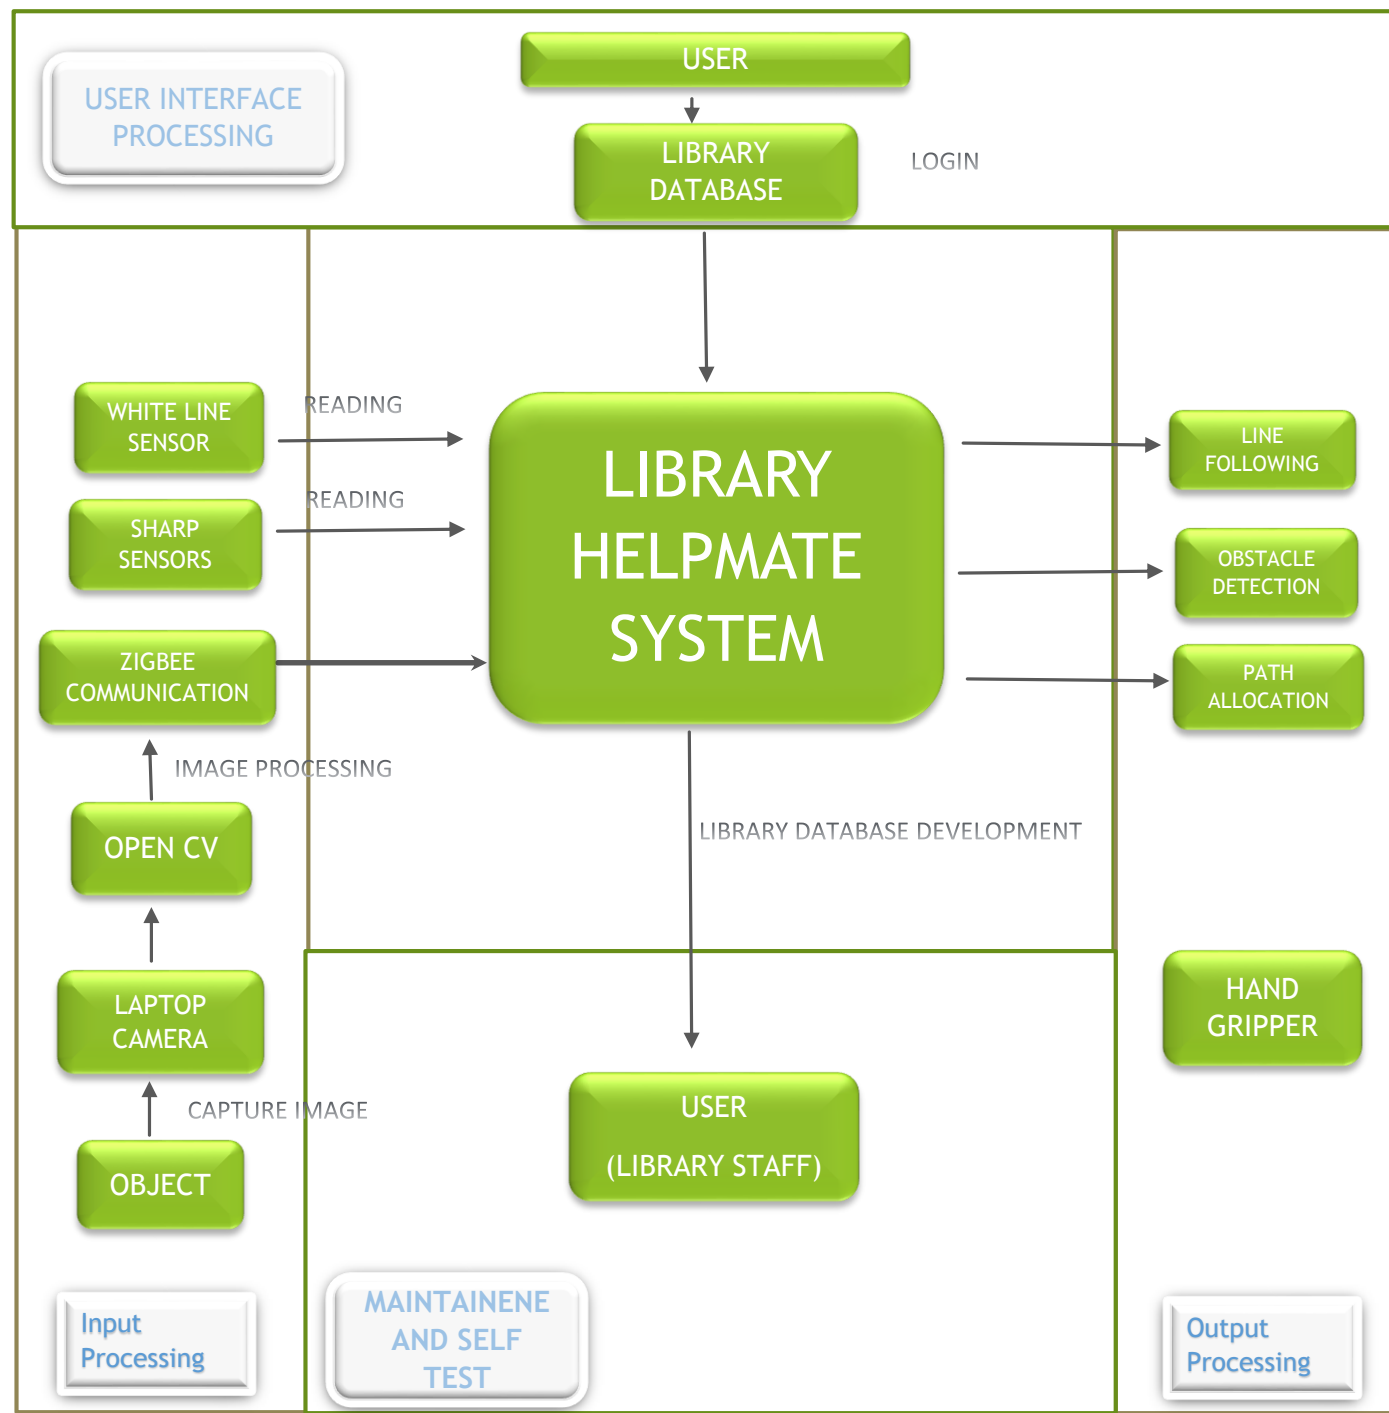 USER INTERFACE
PROCESSING
USER
LIBRARY
DATABASE
LOGIN
WHITE LINE
SENSOR
READING
SHARP
SENSORS
READING
ZIGBEE
COMMUNICATION
IMAGE PROCESSING
OPEN CV
LAPTOP
CAMERA
CAPTURE IMAGE
OBJECT
Input
Processing
LIBRARY
HELPMATE
SYSTEM
LIBRARY DATABASE DEVELOPMENT
USER
(LIBRARY STAFF)
MAINTAINENE
AND SELF
TEST
LINE
FOLLOWING
OBSTACLE
DETECTION
PATH
ALLOCATION
HAND
GRIPPER
Output
Processing